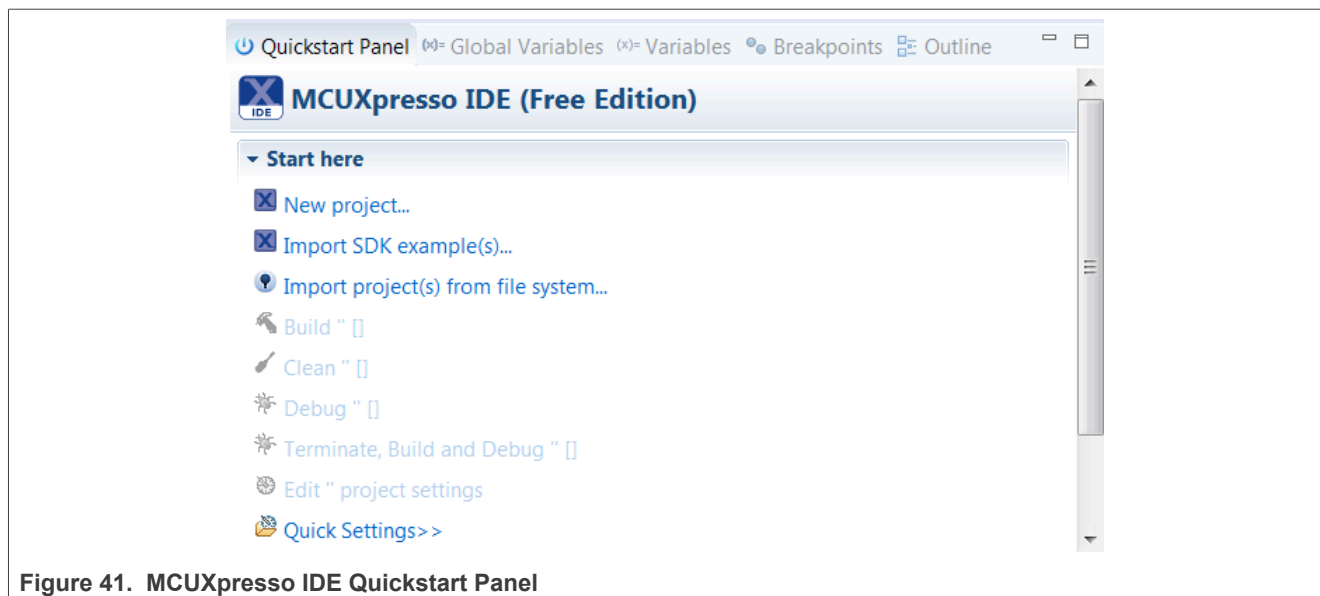 Quickstart Panel (x)= Global Variables (x)= Variables Breakpoints Outline
X IDE MCUXpresso IDE (Free Edition)
Start here
New project...
Import SDK example(s)...
Import project(s) from file system...
Build '' []
Clean '' []
Debug '' []
Terminate, Build and Debug '' []
Edit '' project settings
Quick Settings>>
Figure 41. MCUXpresso IDE Quickstart Panel